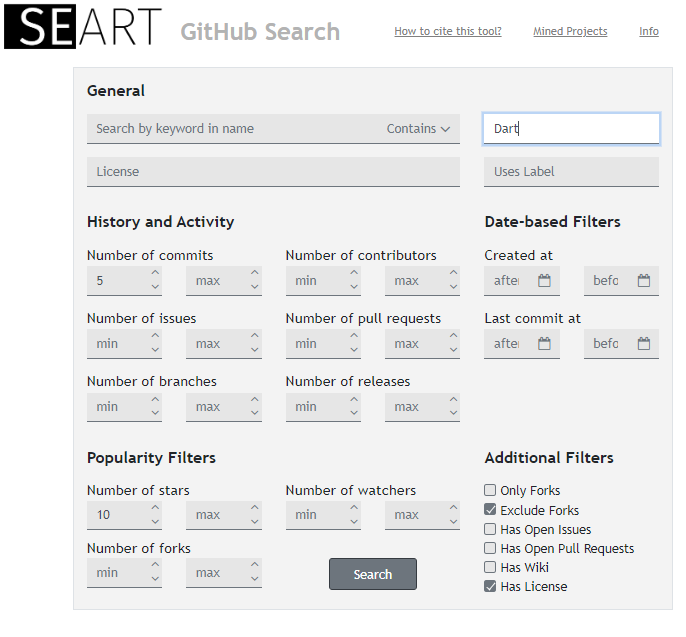 SEART GitHub Search How to cite this tool? Mined Projects Info
General
Search by keyword in name Contains Dart
License Uses Label
History and Activity Date-based Filters
Number of commits Number of contributors Created at
5 max min max after befo
Number of issues Number of pull requests Last commit at
min max min max after befo
Number of branches Number of releases
min max min max
Popularity Filters Additional Filters
Number of stars Number of watchers Only Forks
10 max min max Exclude Forks
Has Open Issues
Number of forks Has Open Pull Requests
min max Search Has Wiki
Has License